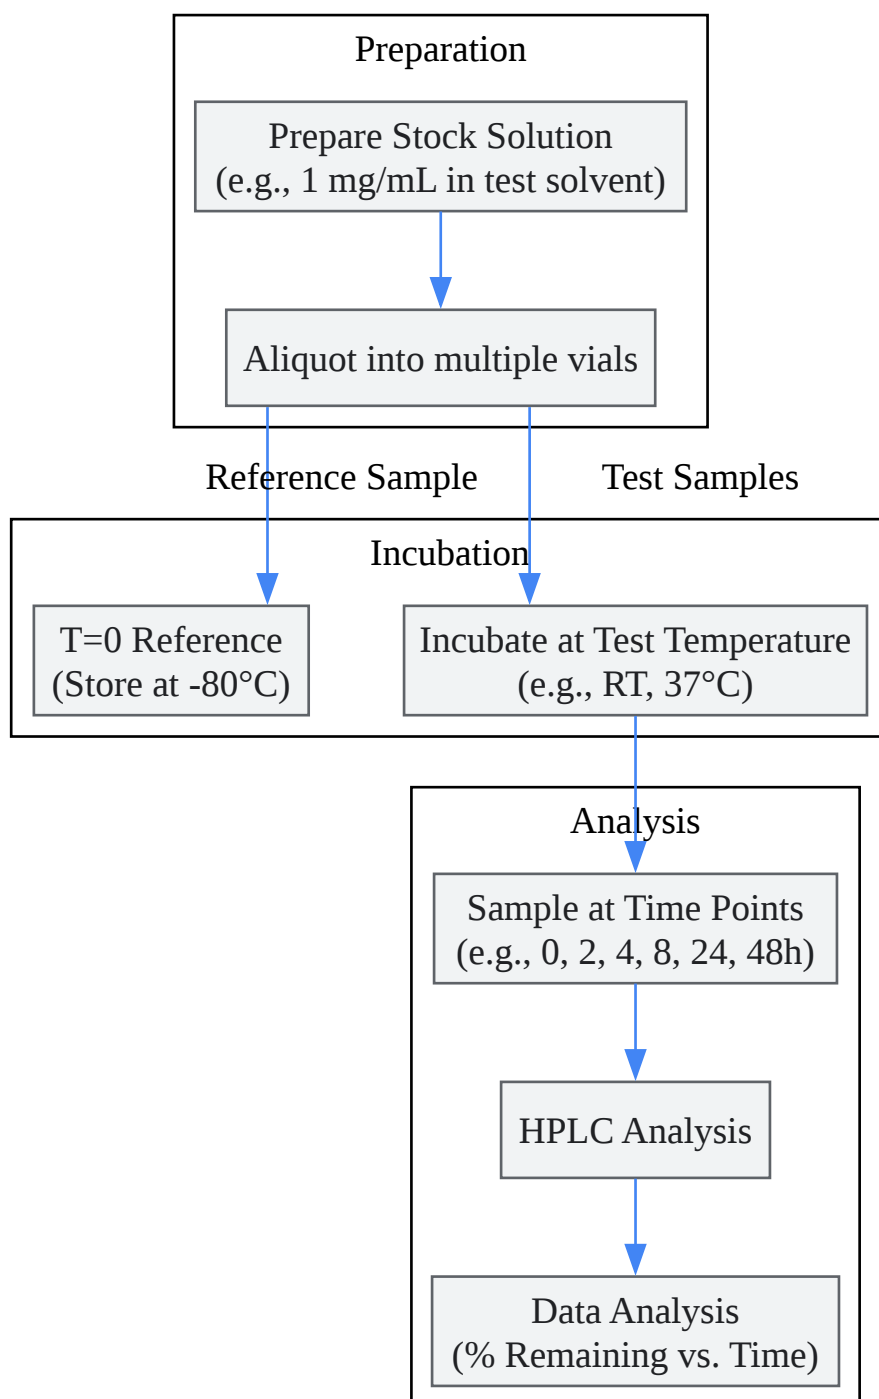 Preparation
Prepare Stock Solution
(e.g., 1 mg/mL in test solvent)
Aliquot into multiple vials
Reference Sample
Test Samples
Incubation
T=0 Reference
(Store at -80°C)
Incubate at Test Temperature
(e.g., RT, 37°C)
Analysis
Sample at Time Points
(e.g., 0, 2, 4, 8, 24, 48h)
HPLC Analysis
Data Analysis
(% Remaining vs. Time)